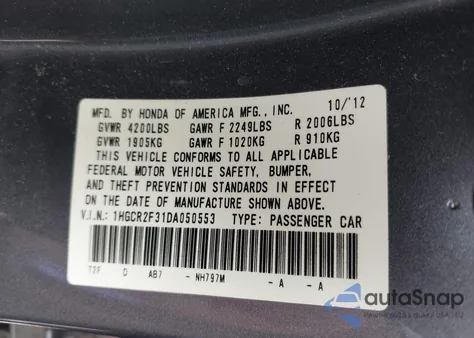 MFD. BY HONDA OF AMERICA MFG., INC. 10/'12
GVWR 4200LBS GAWR F 2249LBS R 2006LBS
GVWR 1905KG GAWR F 1020KG R 910KG
THIS VEHICLE CONFORMS TO ALL APPLICABLE
FEDERAL MOTOR VEHICLE SAFETY, BUMPER,
AND THEFT PREVENTION STANDARDS IN EFFECT
ON THE DATE OF MANUFACTURE SHOWN ABOVE.
V.I.N: 1HGCR2F31DA050553 TYPE: PASSENGER CAR
T2F D AB7 - NH797M - A - A
autoSnap